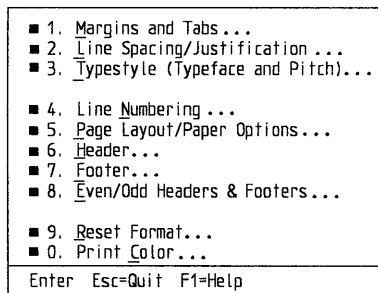 ■ 1. Margins and Tabs...
■ 2. Line Spacing/Justification ...
■ 3. Typestyle (Typeface and Pitch)...
■ 4. Line Numbering ...
■ 5. Page Layout/Paper Options ...
■ 6. Header...
■ 7. Footer...
■ 8. Even/Odd Headers & Footers...
■ 9. Reset Format...
■ 0. Print Color...
Enter Esc=Quit F1=Help